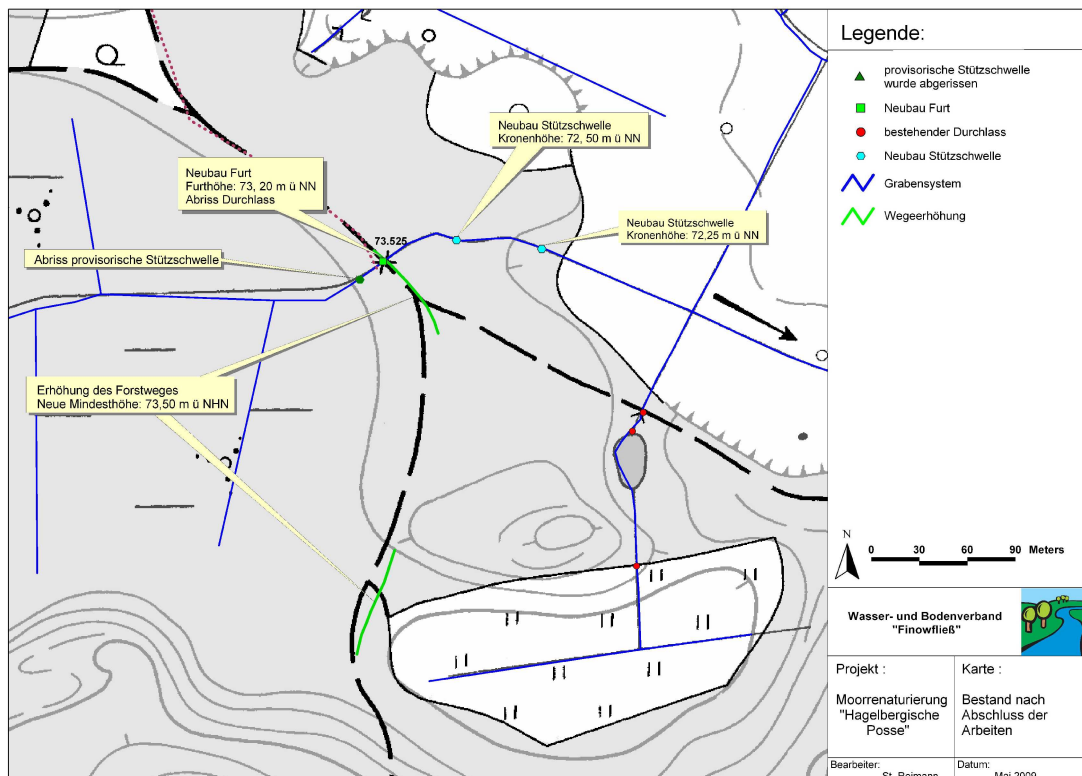 Neubau Stützschwelle
Kronenhöhe: 72, 50 m ü NN
Neubau Furt
Furthöhe: 73, 20 m ü NN
Abriss Durchlass
Neubau Stützschwelle
Kronenhöhe: 72,25 m ü NN
73.525
Abriss provisorische Stützschwelle
Erhöhung des Forstweges
Neue Mindesthöhe: 73,50 m ü NHN
Legende:
provisorische Stützschwelle
wurde abgerissen
Neubau Furt
bestehender Durchlass
Neubau Stützschwelle
Grabensystem
Wegeerhöhung
N
0 30 60 90 Meters
Wasser- und Bodenverband
"Finowfließ"
Projekt :
Moorrenaturierung
"Hagelbergische
Posse"
Karte :
Bestand nach
Abschluss der
Arbeiten
Bearbeiter:
St. Reimann
Datum:
Mai 2009